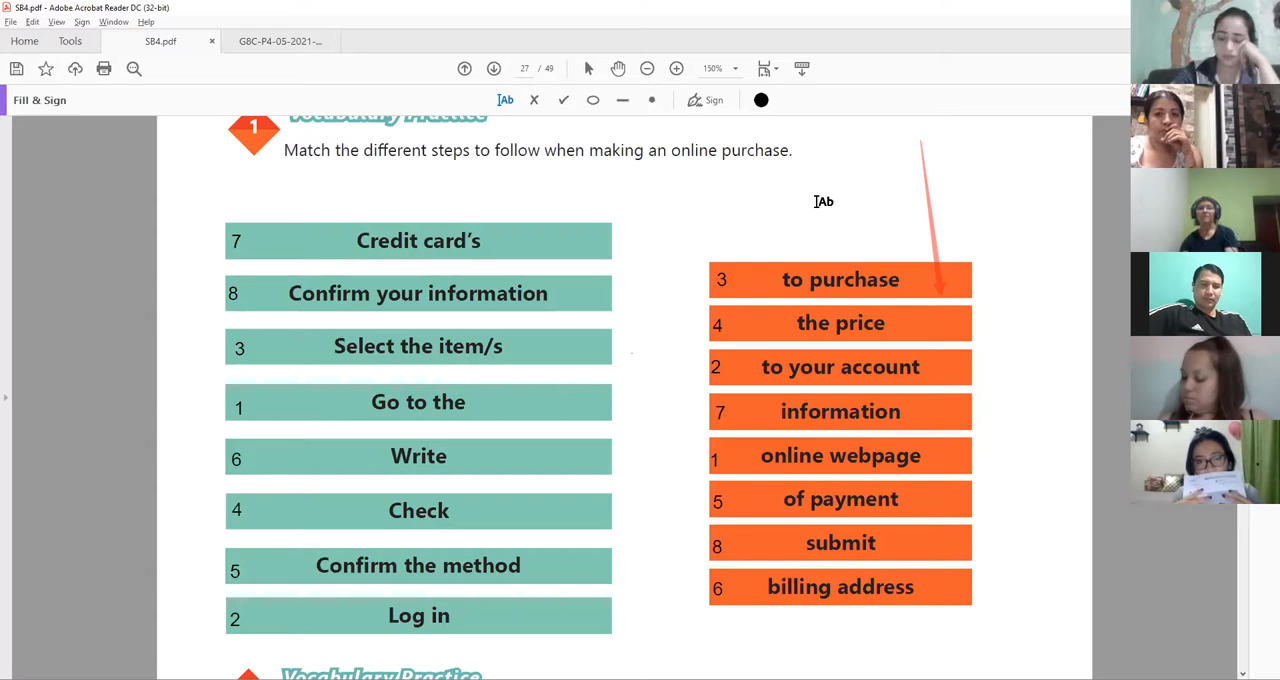 SB4.pdf - Adobe Acrobat Reader DC (32-bit)
File Edit View Sign Window Help
Home Tools SB4.pdf × GBC-P4-05-2021-...
27 / 49 150%
Fill & Sign Ab Sign
1 Vocabulary Practice
Match the different steps to follow when making an online purchase.
Ab
7 Credit card's
8 Confirm your information
3 Select the item/s
1 Go to the
6 Write
4 Check
5 Confirm the method
2 Log in
3 to purchase
4 the price
2 to your account
7 information
1 online webpage
5 of payment
8 submit
6 billing address
Vocabulary Practice